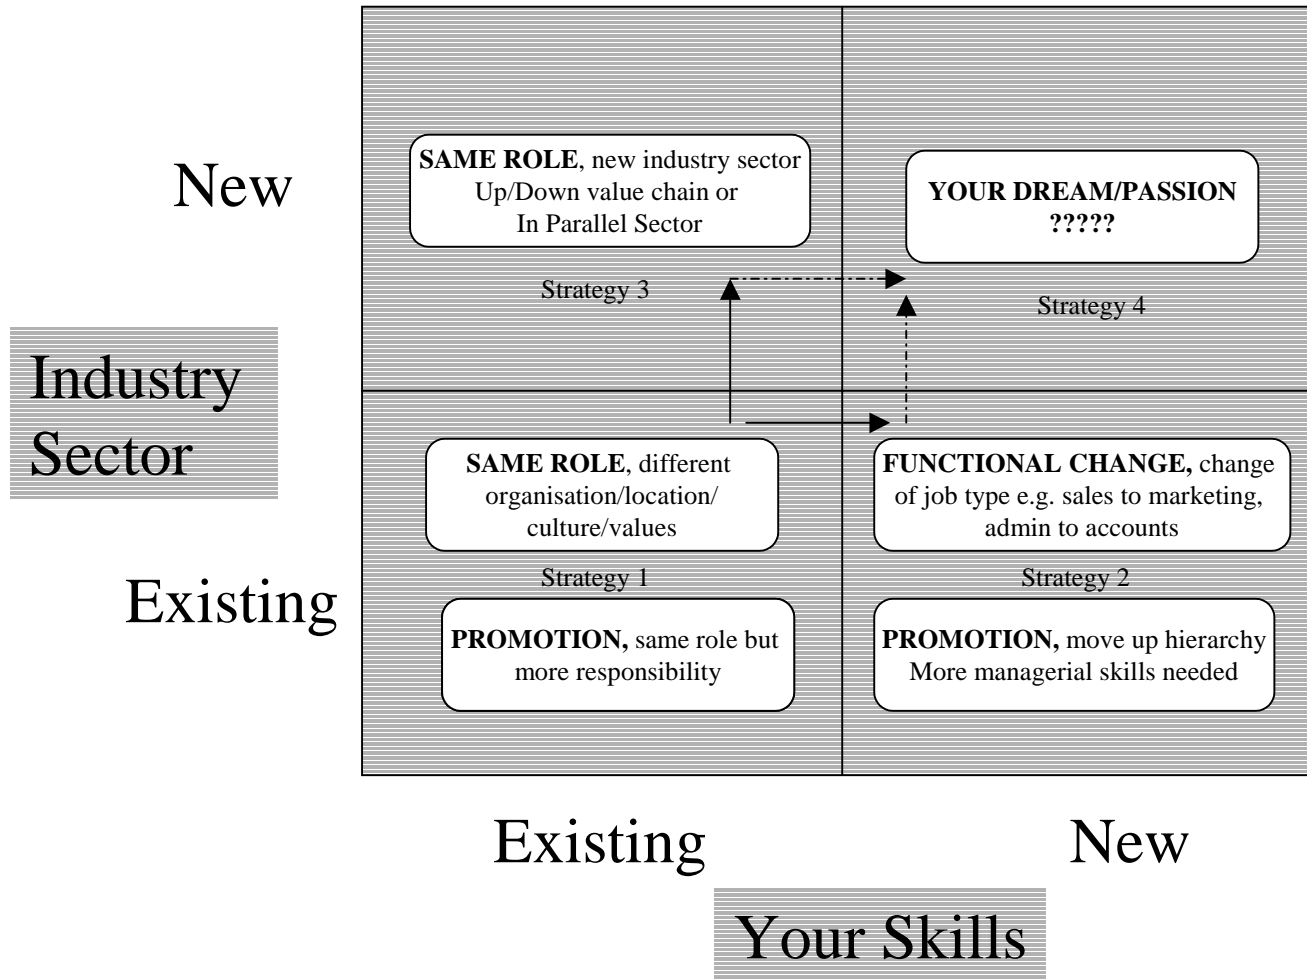 New
SAME ROLE, new industry sector
Up/Down value chain or
In Parallel Sector
YOUR DREAM/PASSION
?????
Strategy 3
Strategy 4
Industry
Sector
SAME ROLE, different
organisation/location/
culture/values
FUNCTIONAL CHANGE, change
of job type e.g. sales to marketing,
admin to accounts
Existing
Strategy 1
Strategy 2
PROMOTION, same role but
more responsibility
PROMOTION, move up hierarchy
More managerial skills needed
Existing
New
Your Skills